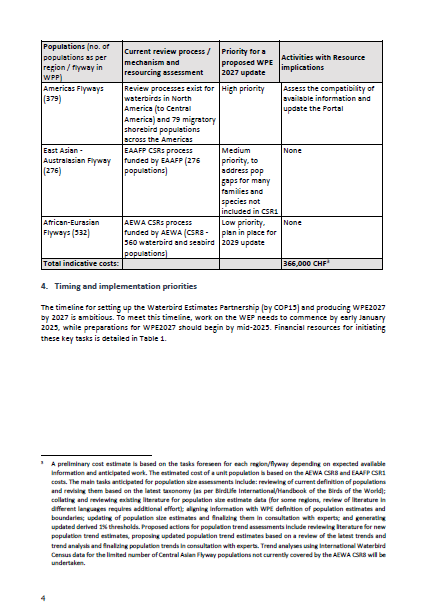 Populations (no. of
populations as per
region / flyway in
WPP)
Current review process /
mechanism and
resourcing assessment
Priority for a
proposed WPE
2027 update
Activities with Resource
implications
Americas Flyways
(379)
Review processes exist for
waterbirds in North
America (to Central
America) and 79 migratory
shorebird populations
across the Americas
High priority
Assess the compatibility of
available information and
update the Portal
East Asian -
Australasian Flyway
(276)
EAAFP CSRs process
funded by EAAFP (276
populations)
Medium
priority, to
address pop
gaps for many
families and
species not
included in CSR1
None
African-Eurasian
Flyways (532)
AEWA CSRs process
funded by AEWA (CSR8 -
560 waterbird and seabird
populations)
Low priority,
plan in place for
2029 update
None
Total indicative costs:
366,000 CHF³
4. Timing and implementation priorities
The timeline for setting up the Waterbird Estimates Partnership (by COP15) and producing WPE2027
by 2027 is ambitious. To meet this timeline, work on the WEP needs to commence by early January
2025, while preparations for WPE2027 should begin by mid-2025. Financial resources for initiating
these key tasks is detailed in Table 1.
³ A preliminary cost estimate is based on the tasks foreseen for each region/flyway depending on expected available
information and anticipated work. The estimated cost of a unit population is based on the AEWA CSR8 and EAAFP CSR1
costs. The main tasks anticipated for population size assessments include: reviewing of current definition of populations
and revising them based on the latest taxonomy (as per BirdLife International/Handbook of the Birds of the World);
collating and reviewing existing literature for population size estimate data (for some regions, review of literature in
different languages requires additional effort); aligning information with WPE definition of population estimates and
boundaries; updating of population size estimates and finalizing them in consultation with experts; and generating
updated derived 1% thresholds. Proposed actions for population trend assessments include reviewing literature for new
population trend estimates, proposing updated population trend estimates based on a review of the latest trends and
trend analysis and finalizing population trends in consultation with experts. Trend analyses using International Waterbird
Census data for the limited number of Central Asian Flyway populations not currently covered by the AEWA CSR8 will be
undertaken.
4